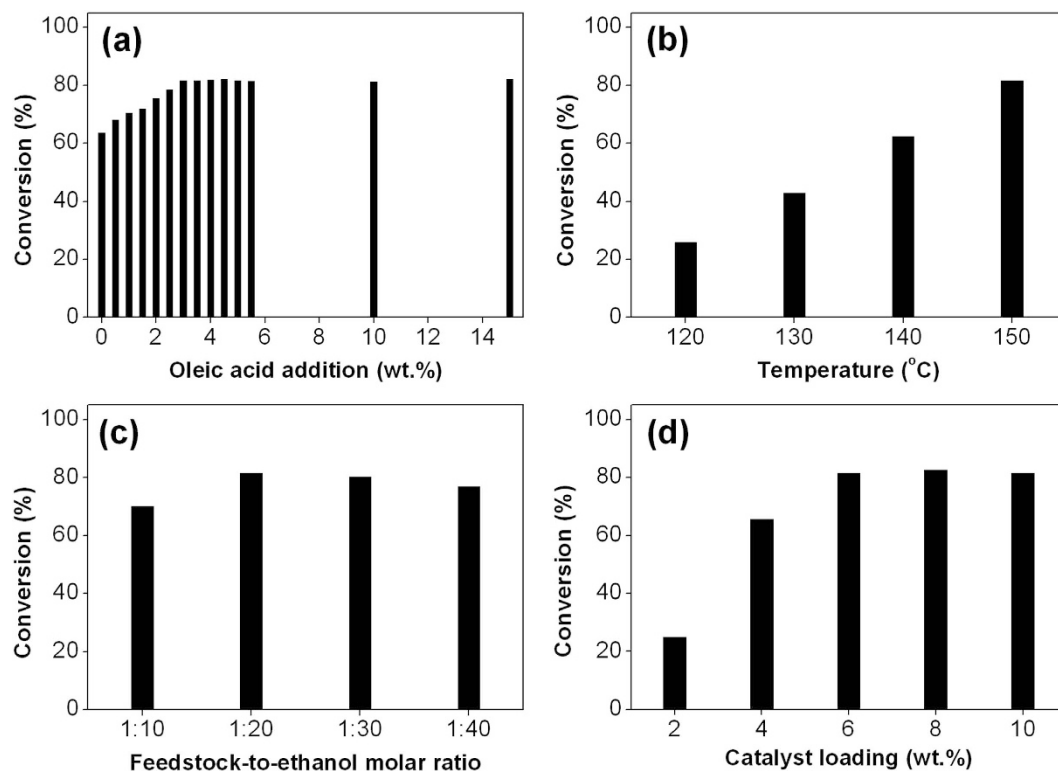 (a)
Conversion (%)
100
80
60
40
20
0
0 2 4 6 8 10 12 14
Oleic acid addition (wt.%)
(b)
Conversion (%)
100
80
60
40
20
0
120 130 140 150
Temperature (°C)
(c)
Conversion (%)
100
80
60
40
20
0
1:10 1:20 1:30 1:40
Feedstock-to-ethanol molar ratio
(d)
Conversion (%)
100
80
60
40
20
0
2 4 6 8 10
Catalyst loading (wt.%)